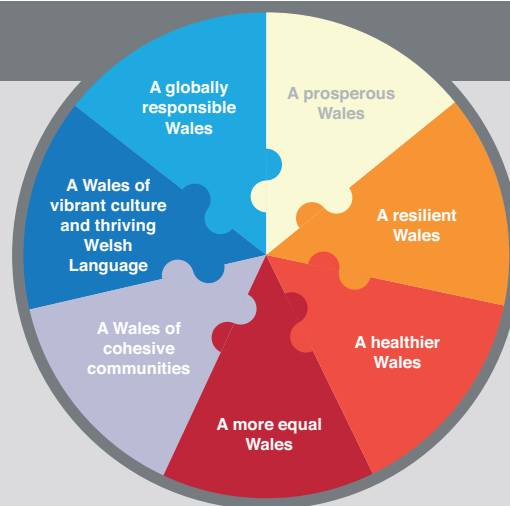 A globally
responsible
Wales
A prosperous
Wales
A resilient
Wales
A healthier
Wales
A more equal
Wales
A Wales of
cohesive
communities
A Wales of
vibrant culture
and thriving
Welsh
Language